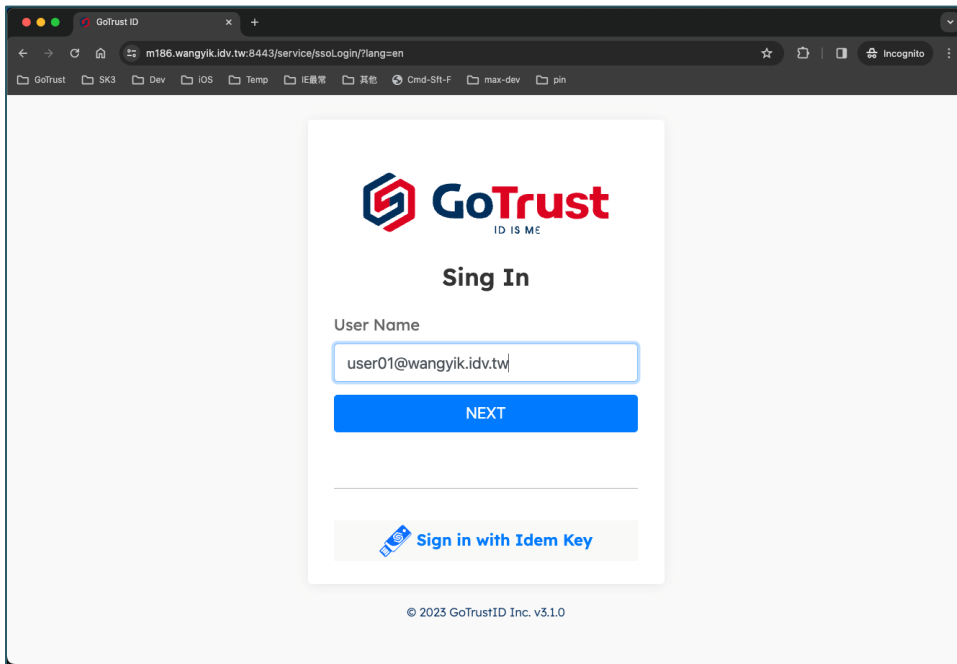 GoTrust ID
m186.wangyik.idv.tw:8443/service/ssoLogin/?lang=en
Incognito
GoTrust SK3 Dev iOS Temp IE最常 其他 Cmd-Sft-F max-dev pin
GoTrust
ID IS ME
Sing In
User Name
user01@wangyik.idv.tw
NEXT
Sign in with Idem Key
© 2023 GoTrustID Inc. v3.1.0